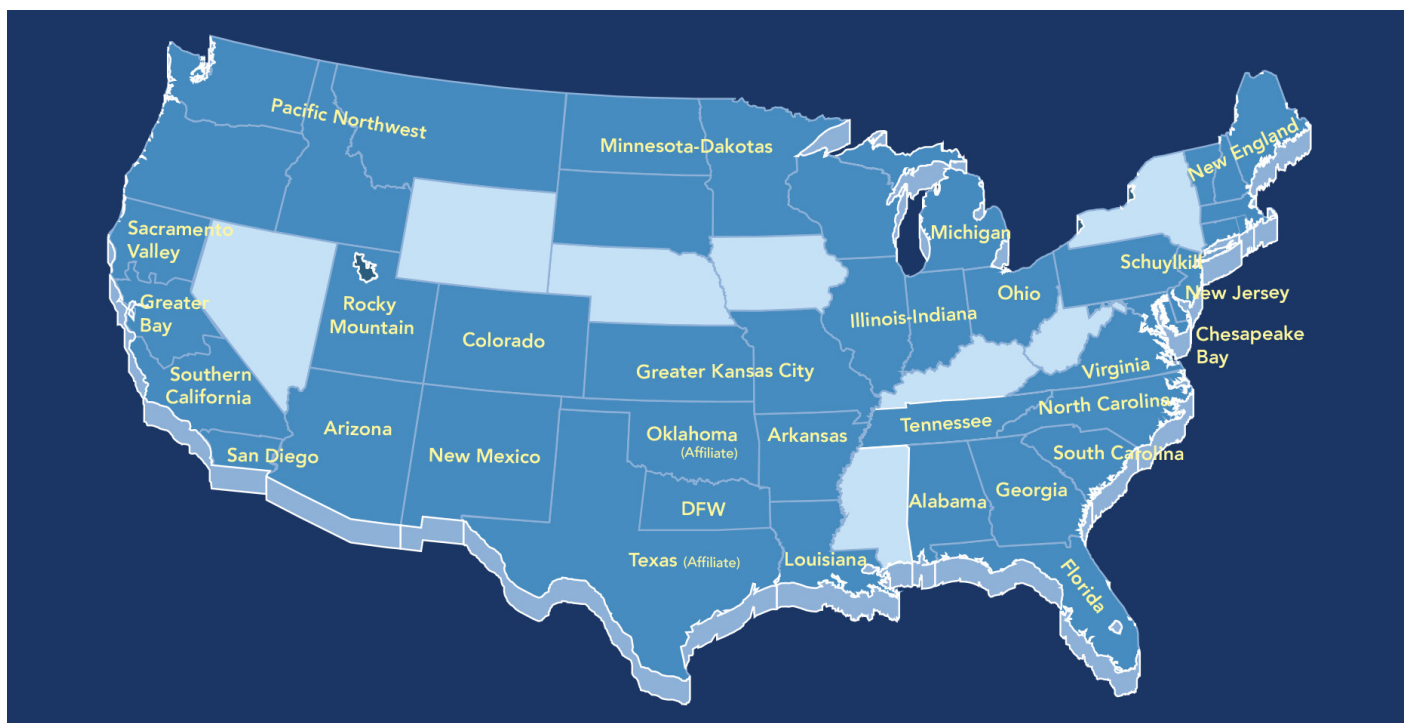 Pacific Northwest
Minnesota-Dakotas
New England
Sacramento
Valley
Michigan
Schuylkill
Greater
Bay
Rocky
Mountain
Ohio
New Jersey
Illinois-Indiana
Colorado
Chesapeake
Bay
Southern
California
Greater Kansas City
Virginia
North Carolina
Arizona
Tennessee
Oklahoma
(Affiliate)
Arkansas
San Diego
New Mexico
South Carolina
Georgia
Alabama
DFW
Texas (Affiliate)
Louisiana
Florida